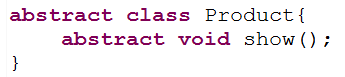 abstract class Product{
    abstract void show();
}